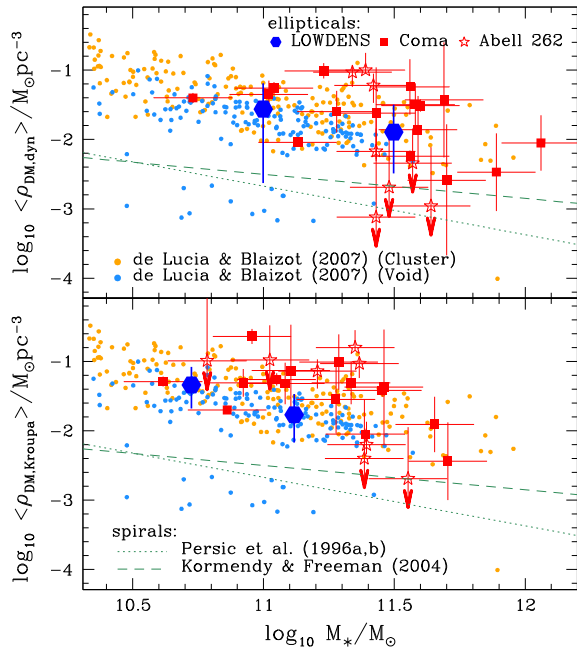 ellipticals:
LOWDENS Coma Abell 262
-1
-2
-3
-4
log10 <ρDM,dyn>/M⊙pc−3
de Lucia & Blaizot (2007) (Cluster)
de Lucia & Blaizot (2007) (Void)
-1
-2
-3
-4
log10 <ρDM,Kroupa>/M⊙pc−3
spirals:
Persic et al. (1996a,b)
Kormendy & Freeman (2004)
10.5 11 11.5 12
log10 M*/M⊙